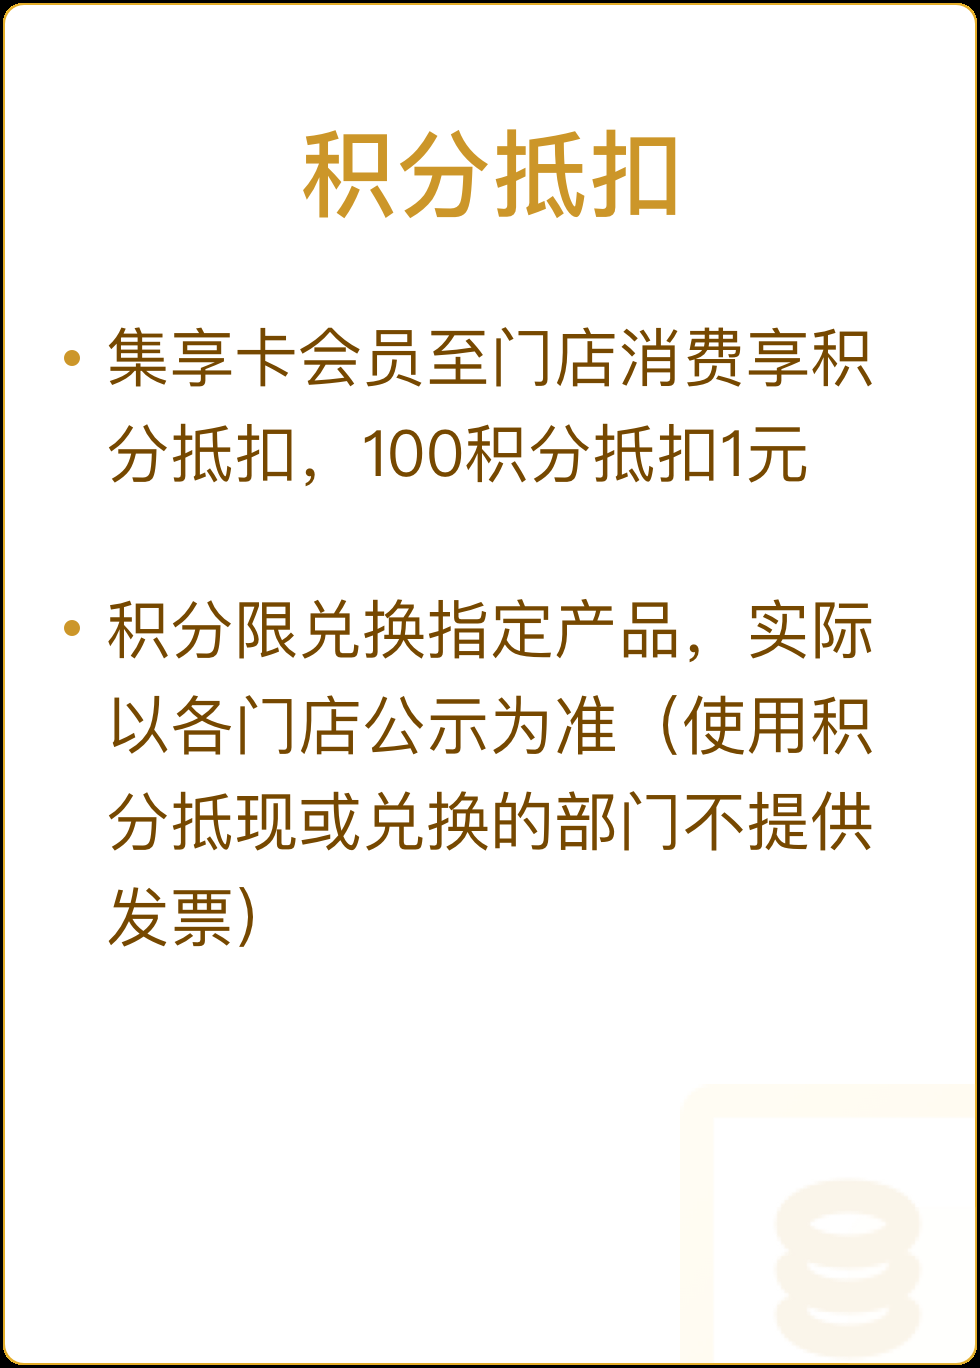 积分抵扣
• 集享卡会员至门店消费享积
分抵扣，100积分抵扣1元
• 积分限兑换指定产品，实际
以各门店公示为准（使用积
分抵现或兑换的部门不提供
发票）